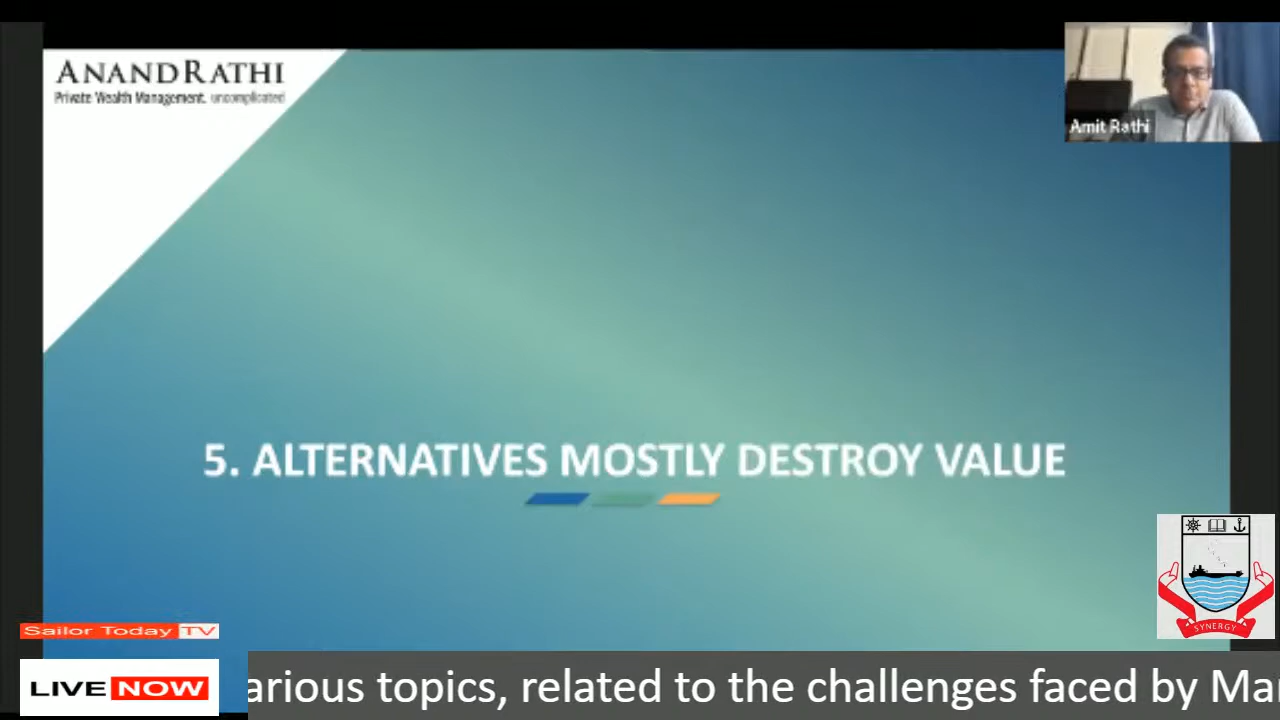 ANANDRATHI
Private Wealth Management. uncomplicated
Amit Rathi
5. ALTERNATIVES MOSTLY DESTROY VALUE
SYNERGY
Sailor Today TV
LIVE NOW
arious topics, related to the challenges faced by Mar